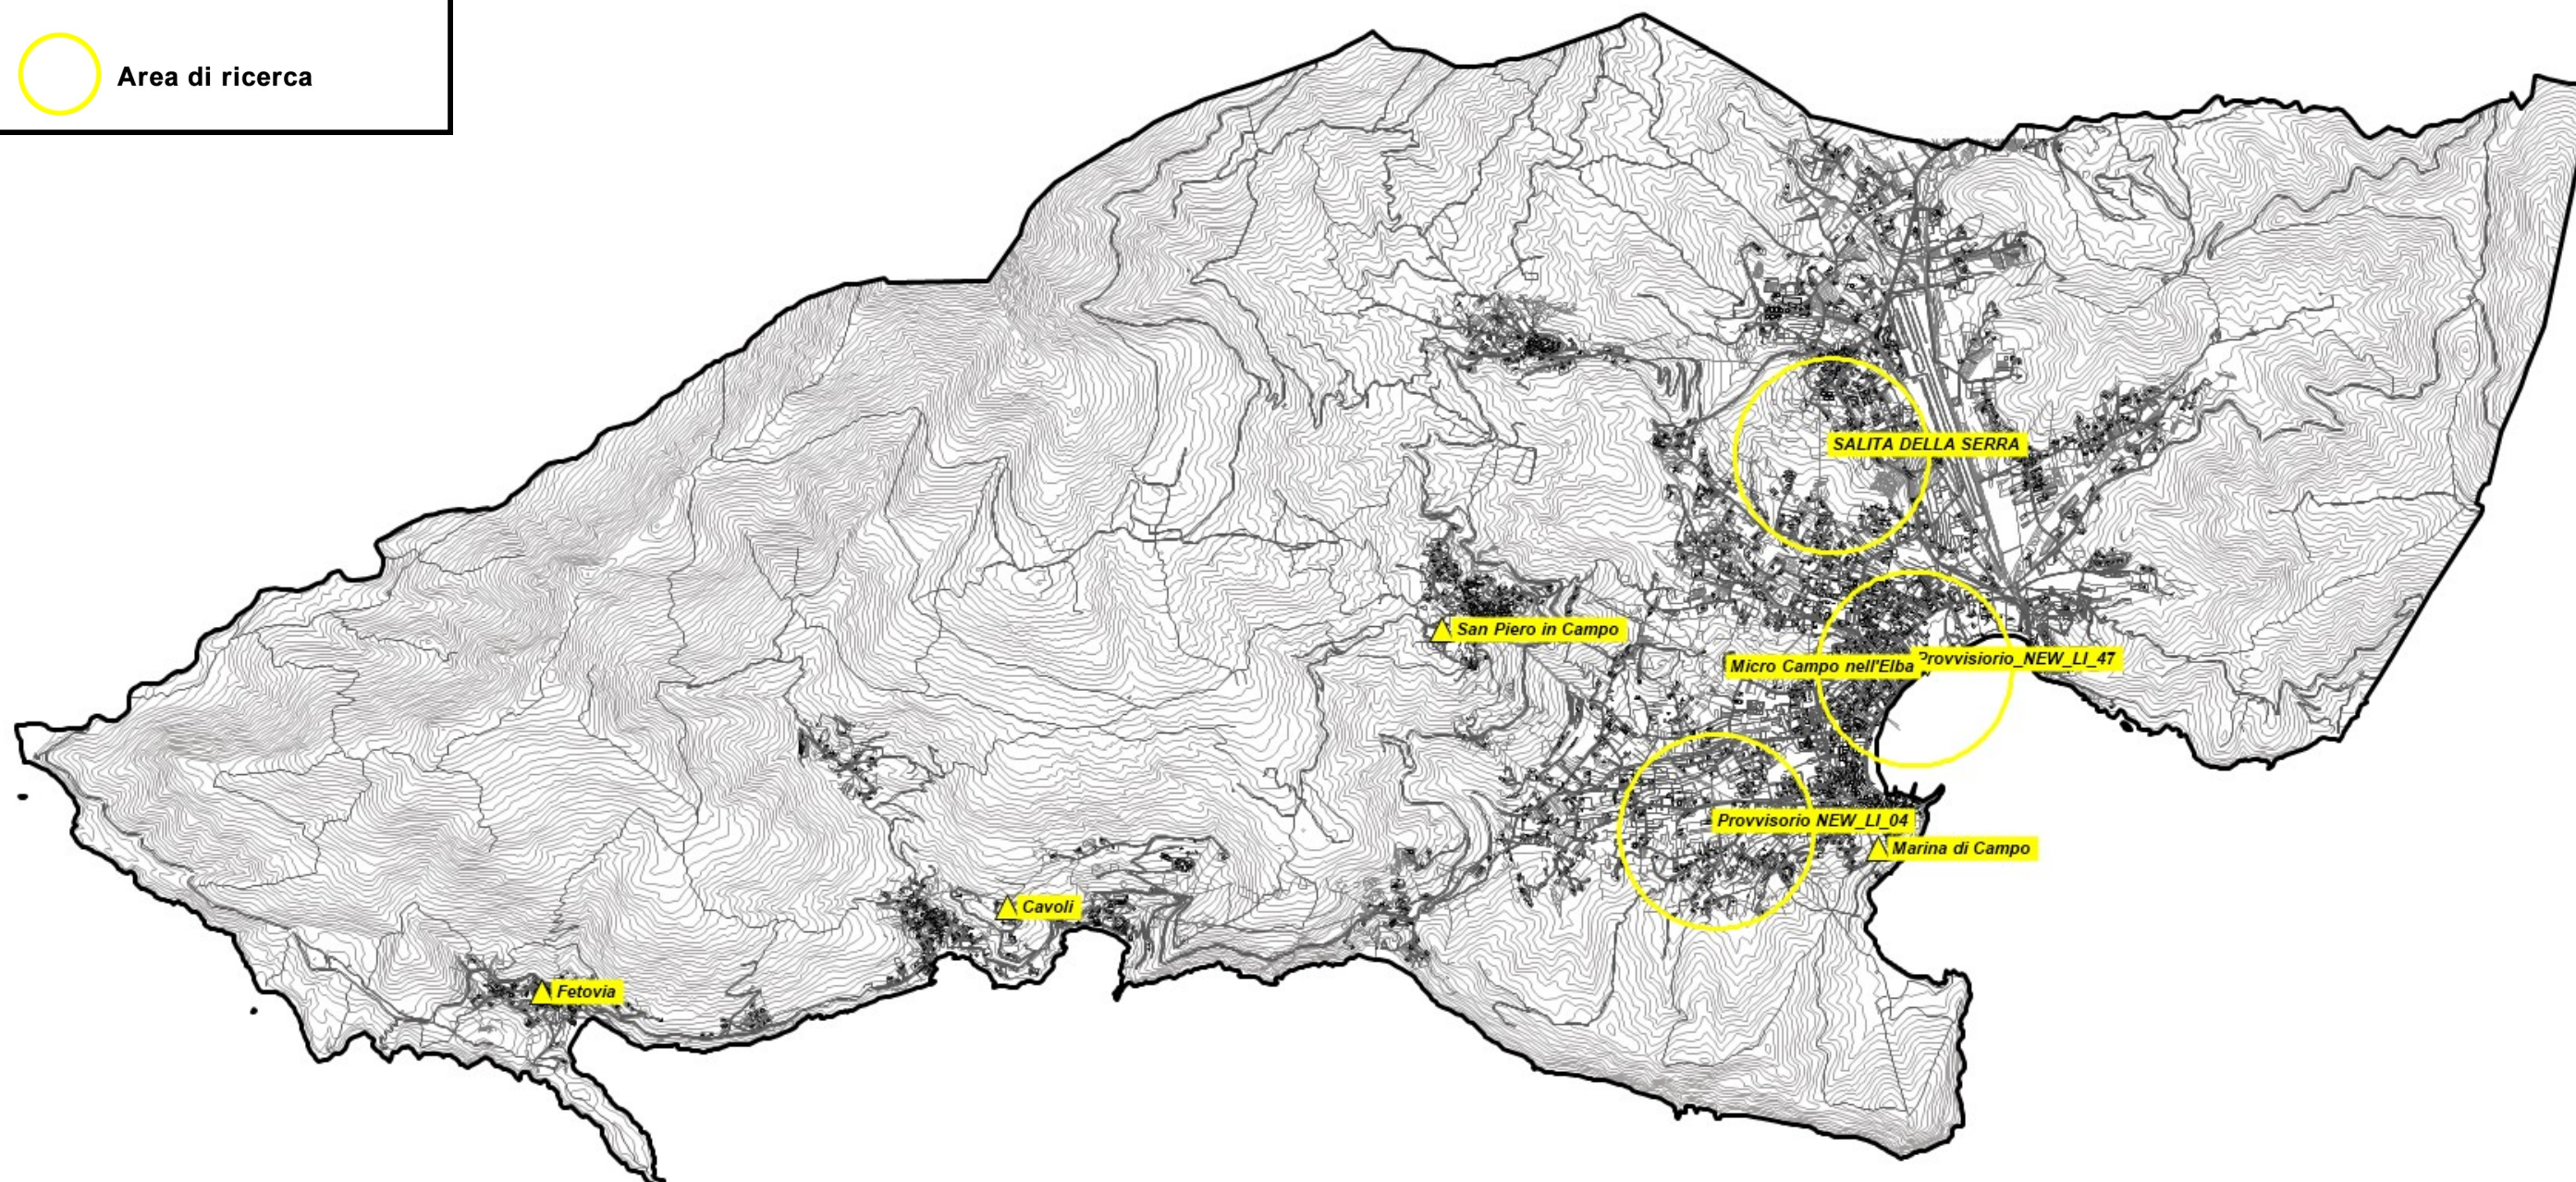 Area di ricerca
SALITA DELLA SERRA
San Piero in Campo
Micro Campo nell'Elba
Provvisiorio_NEW_LI_47
Provvisorio NEW_LI_04
Marina di Campo
Cavoli
Fetovia